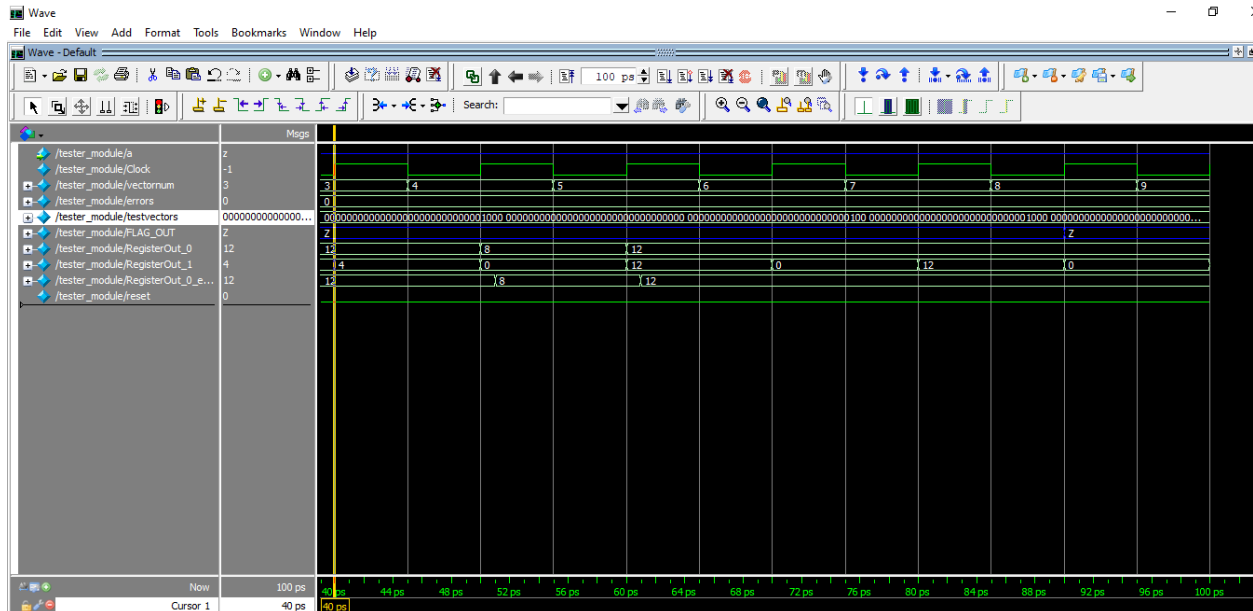 Wave
File Edit View Add Format Tools Bookmarks Window Help
Wave - Default
100 ps
Search:
Msgs
/tester_module/a z
/tester_module/Clock -1
/tester_module/vectornum 3 3 4 5 6 7 8 9
/tester_module/errors 0 0
/tester_module/testvectors 00000000000000...
/tester_module/FLAG_OUT Z Z Z
/tester_module/RegisterOut_0 12 12 8 12
/tester_module/RegisterOut_1 4 4 0 12 0 12 0
/tester_module/RegisterOut_0_e... 12 12 8 12
/tester_module/reset 0
Now 100 ps 40 ps 44 ps 48 ps 52 ps 56 ps 60 ps 64 ps 68 ps 72 ps 76 ps 80 ps 84 ps 88 ps 92 ps 96 ps 100 ps
Cursor 1 40 ps 40 ps